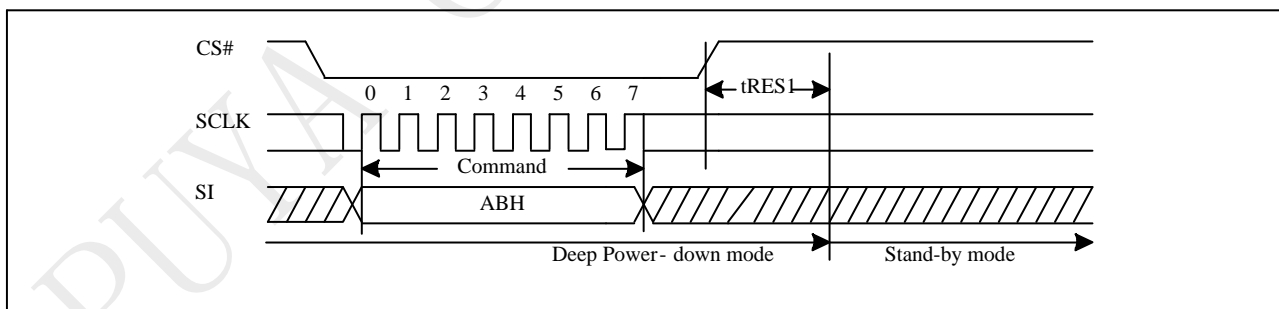 CS#
tRES1
0 1 2 3 4 5 6 7
SCLK
Command
SI
ABH
Deep Power- down mode Stand-by mode
PUYA